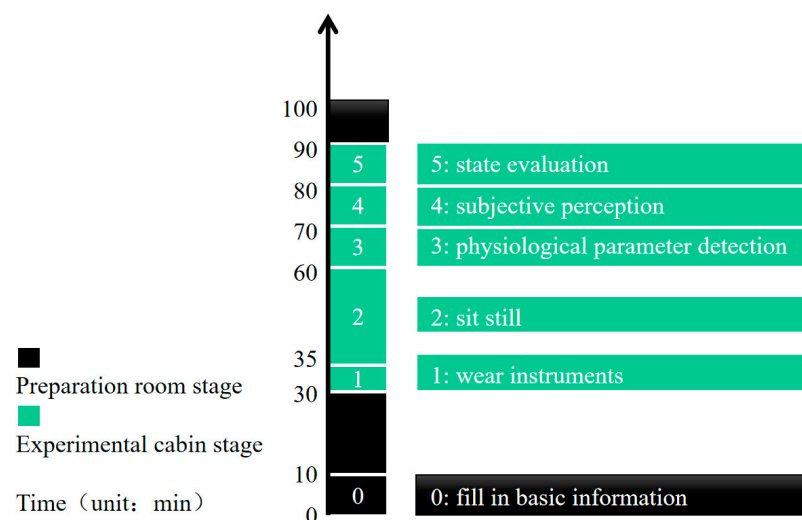 100
90
5
5: state evaluation
80
4
4: subjective perception
70
3
3: physiological parameter detection
60
2
2: sit still
35
1
1: wear instruments
30
Preparation room stage
Experimental cabin stage
10
0
0: fill in basic information
Time（unit：min）
0